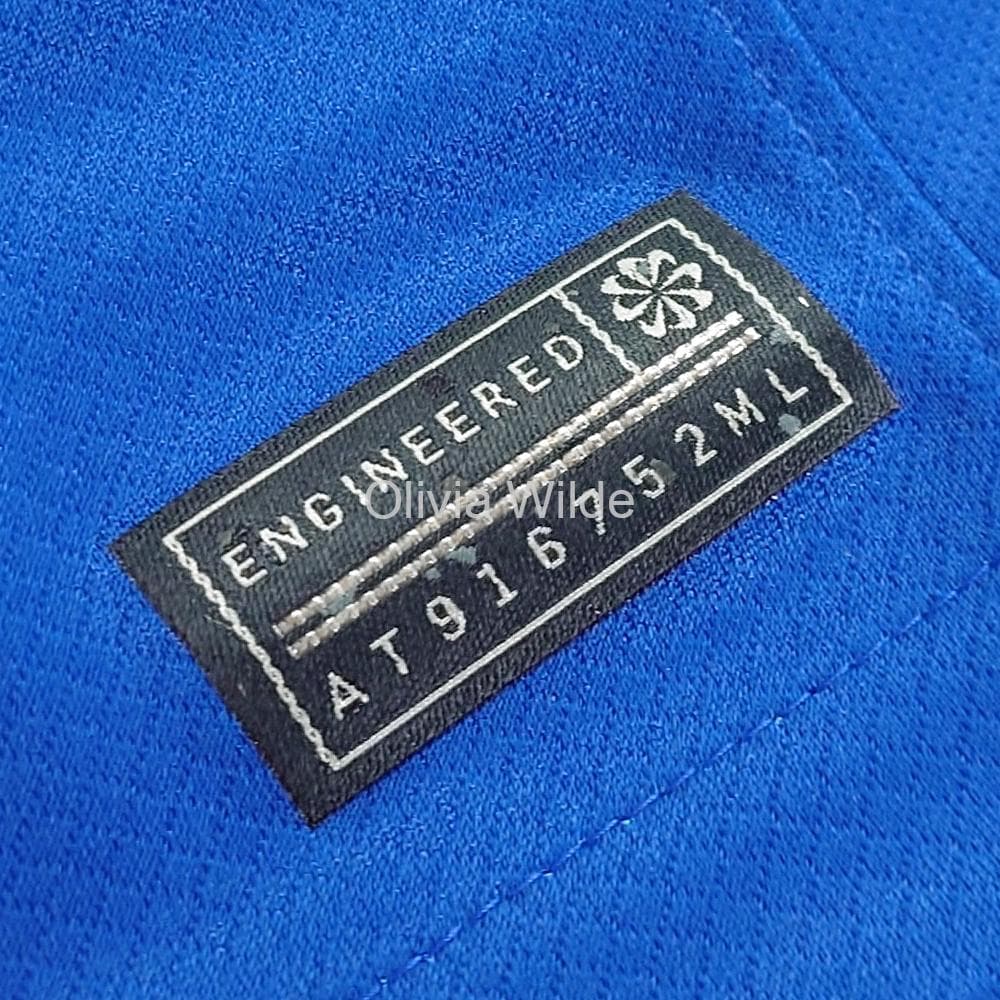 ENGINEERED
Olivia Wilde
AT916/52ML